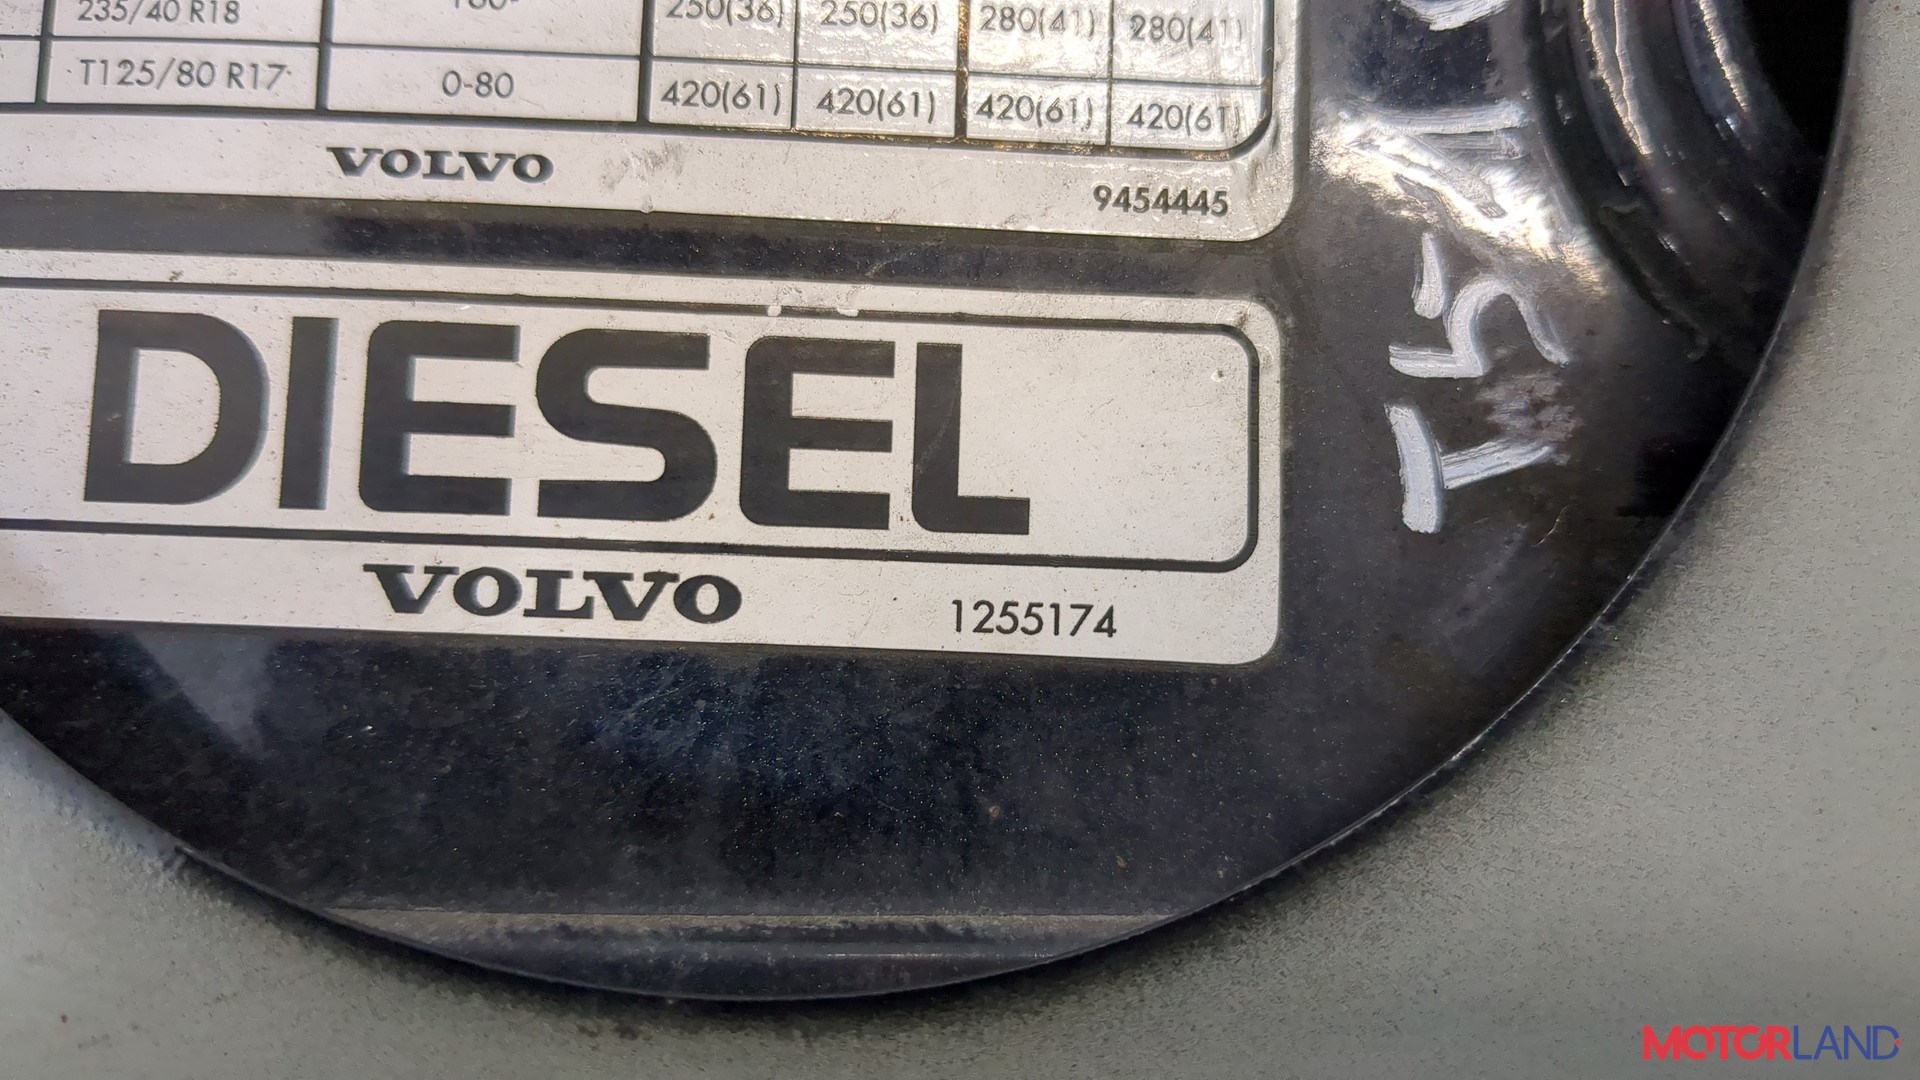 235/40 R18 160- 250(36) 250(36) 280(41) 280(41)
T125/80 R17 0-80 420(61) 420(61) 420(61) 420(61)
VOLVO
9454445
DIESEL
VOLVO 1255174
MOTORLAND